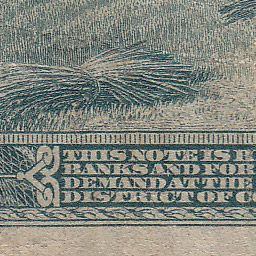 THIS NOTE IS R
BANKS AND FOR
DEMAND AT THE
DISTRICT OF CO